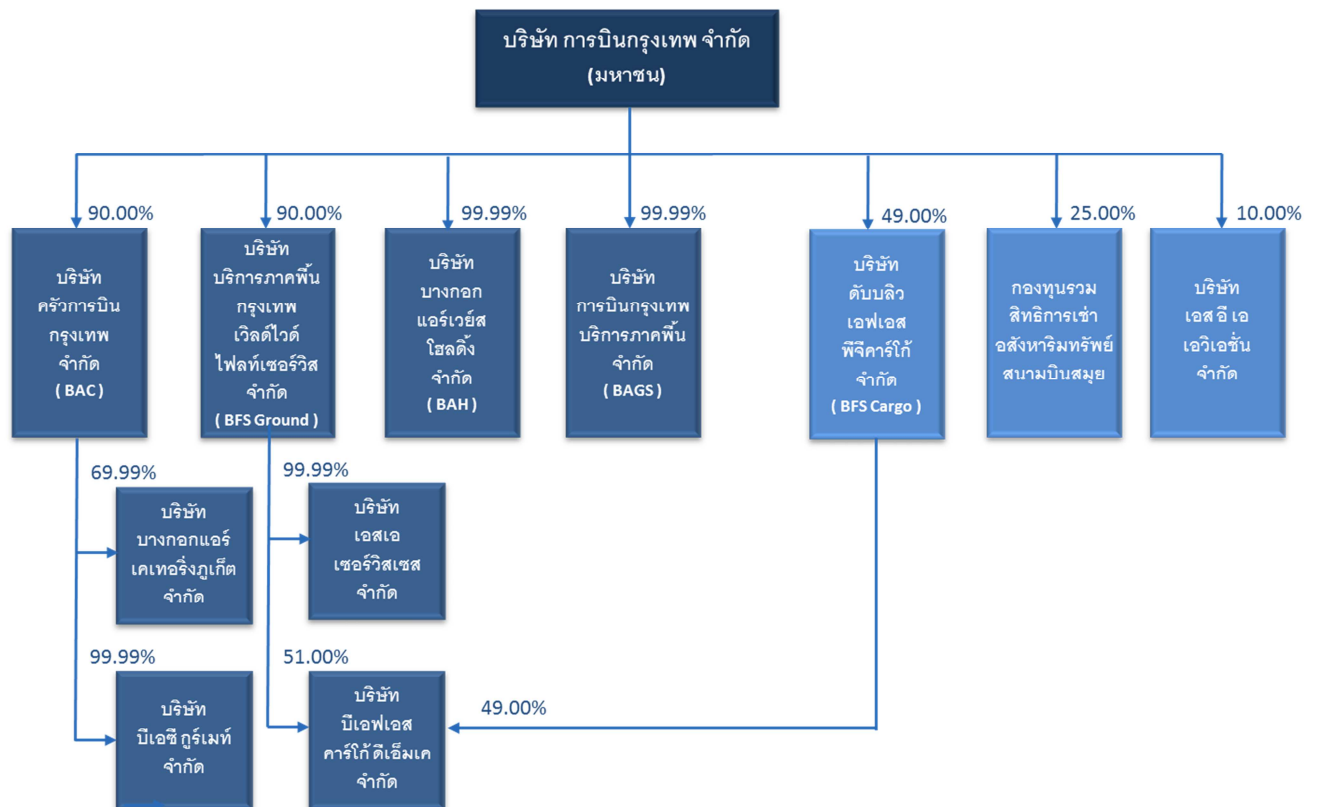 บริษัท การบินกรุงเทพ จำกัด
(มหาชน)
90.00%
90.00%
99.99%
99.99%
49.00%
25.00%
10.00%
บริษัท
ครัวการบิน
กรุงเทพ
จำกัด
( BAC )
บริษัท
บริการภาคพื้น
กรุงเทพ
เวิลด์ไวด์
ไฟลท์เซอร์วิส
จำกัด
( BFS Ground )
บริษัท
บางกอก
แอร์เวย์ส
โฮลดิ้ง
จำกัด
( BAH )
บริษัท
การบินกรุงเทพ
บริการภาคพื้น
จำกัด
( BAGS )
บริษัท
ดับบลิว
เอฟเอส
พีจีคาร์โก้
จำกัด
( BFS Cargo )
กองทุนรวม
สิทธิการเช่า
อสังหาริมทรัพย์
สนามบินสมุย
บริษัท
เอส อี เอ
เอวิเอชั่น
จำกัด
69.99%
99.99%
บริษัท
บางกอกแอร์
เคเทอริ่งภูเก็ต
จำกัด
บริษัท
เอสเอ
เซอร์วิสเซส
จำกัด
99.99%
51.00%
49.00%
บริษัท
บีเอซี กูร์เมท์
จำกัด
บริษัท
บีเอฟเอส
คาร์โก้ ดีเอ็มเค
จำกัด